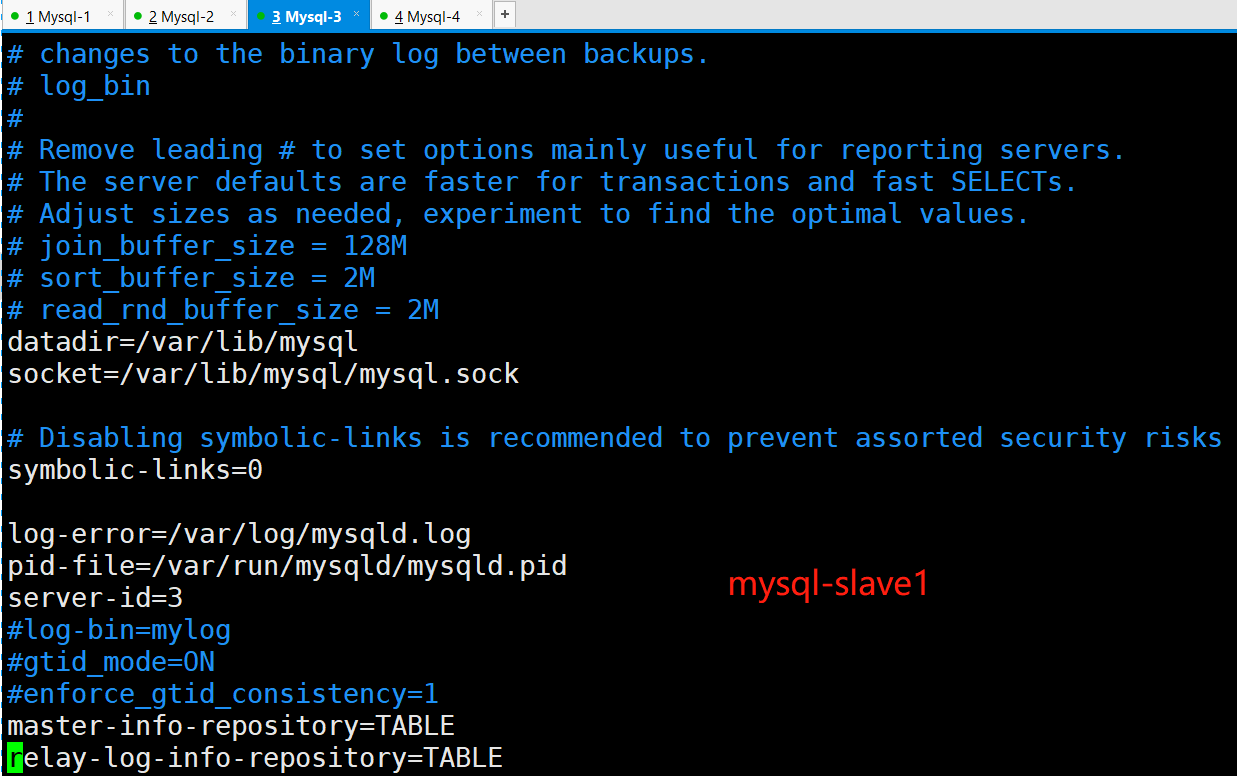 1 Mysql-1 × 2 Mysql-2 × 3 Mysql-3 × 4 Mysql-4 × +
# changes to the binary log between backups.
# log_bin
#
# Remove leading # to set options mainly useful for reporting servers.
# The server defaults are faster for transactions and fast SELECTs.
# Adjust sizes as needed, experiment to find the optimal values.
# join_buffer_size = 128M
# sort_buffer_size = 2M
# read_rnd_buffer_size = 2M
datadir=/var/lib/mysql
socket=/var/lib/mysql/mysql.sock
# Disabling symbolic-links is recommended to prevent assorted security risks
symbolic-links=0
log-error=/var/log/mysqld.log
pid-file=/var/run/mysqld/mysqld.pid
mysql-slave1
server-id=3
#log-bin=mylog
#gtid_mode=ON
#enforce_gtid_consistency=1
master-info-repository=TABLE
relay-log-info-repository=TABLE